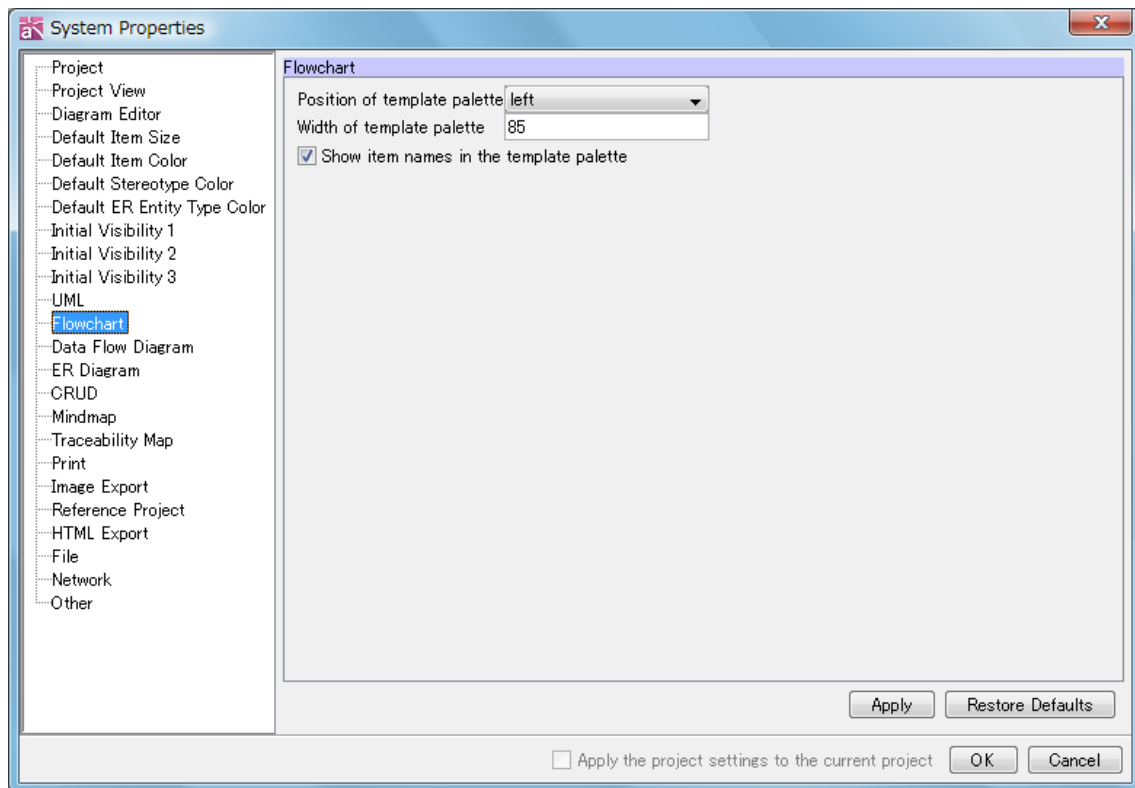 System Properties
Project
Project View
Diagram Editor
Default Item Size
Default Item Color
Default Stereotype Color
Default ER Entity Type Color
Initial Visibility 1
Initial Visibility 2
Initial Visibility 3
UML
Flowchart
Data Flow Diagram
ER Diagram
CRUD
Mindmap
Traceability Map
Print
Image Export
Reference Project
HTML Export
File
Network
Other
Flowchart
Position of template palette left
Width of template palette 85
Show item names in the template palette
Apply Restore Defaults
Apply the project settings to the current project OK Cancel